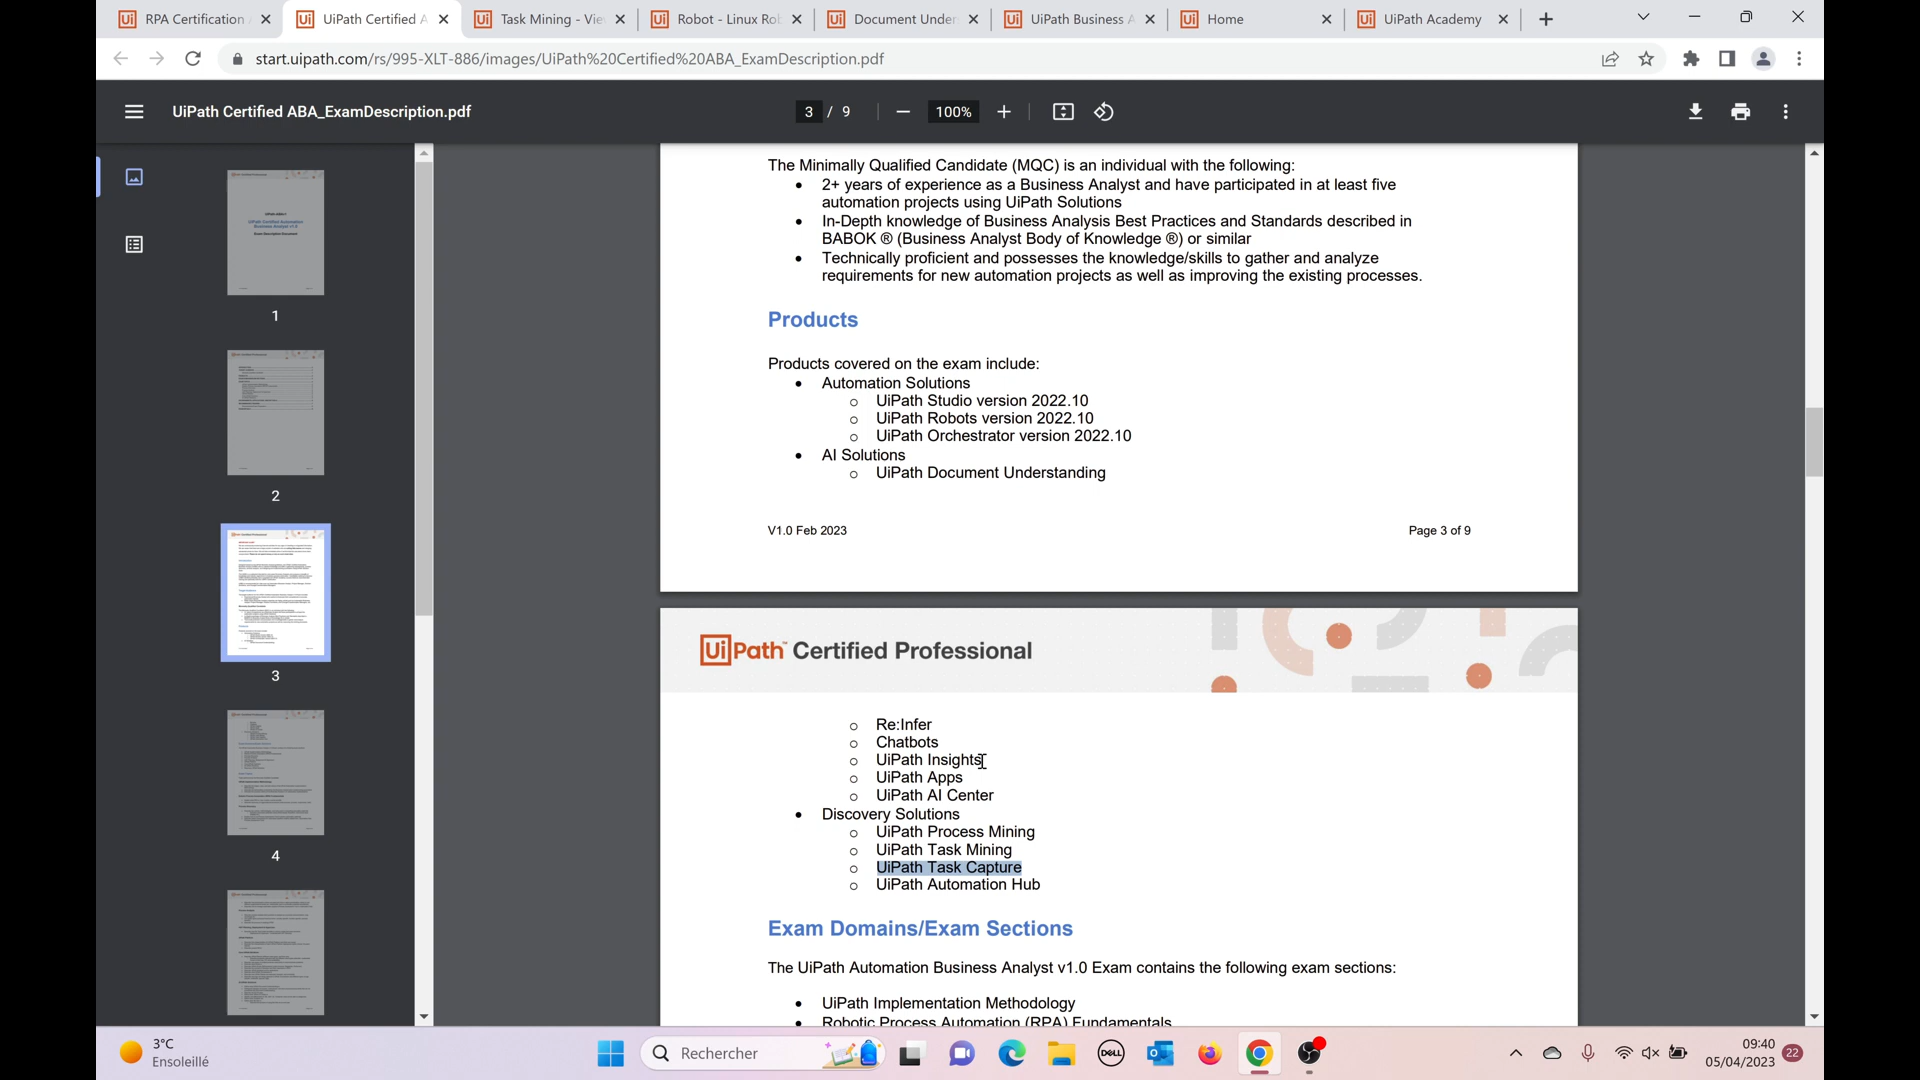 RPA Certification
UiPath Certified A
Task Mining - Vie
Robot - Linux Rob
Document Under
UiPath Business A
Home
UiPath Academy
start.uipath.com/rs/995-XLT-886/images/UiPath%20Certified%20ABA_ExamDescription.pdf
UiPath Certified ABA_ExamDescription.pdf
3 / 9
100%
1
2
3
4
The Minimally Qualified Candidate (MQC) is an individual with the following:
• 2+ years of experience as a Business Analyst and have participated in at least five
automation projects using UiPath Solutions
• In-Depth knowledge of Business Analysis Best Practices and Standards described in
BABOK ® (Business Analyst Body of Knowledge ®) or similar
• Technically proficient and possesses the knowledge/skills to gather and analyze
requirements for new automation projects as well as improving the existing processes.
Products
Products covered on the exam include:
• Automation Solutions
o UiPath Studio version 2022.10
o UiPath Robots version 2022.10
o UiPath Orchestrator version 2022.10
• AI Solutions
o UiPath Document Understanding
V1.0 Feb 2023 Page 3 of 9
UiPath™ Certified Professional
o Re:Infer
o Chatbots
o UiPath Insights
o UiPath Apps
o UiPath AI Center
• Discovery Solutions
o UiPath Process Mining
o UiPath Task Mining
o UiPath Task Capture
o UiPath Automation Hub
Exam Domains/Exam Sections
The UiPath Automation Business Analyst v1.0 Exam contains the following exam sections:
• UiPath Implementation Methodology
• Robotic Process Automation (RPA) Fundamentals
3°C
Ensoleillé
Rechercher
DELL
09:40
05/04/2023
22